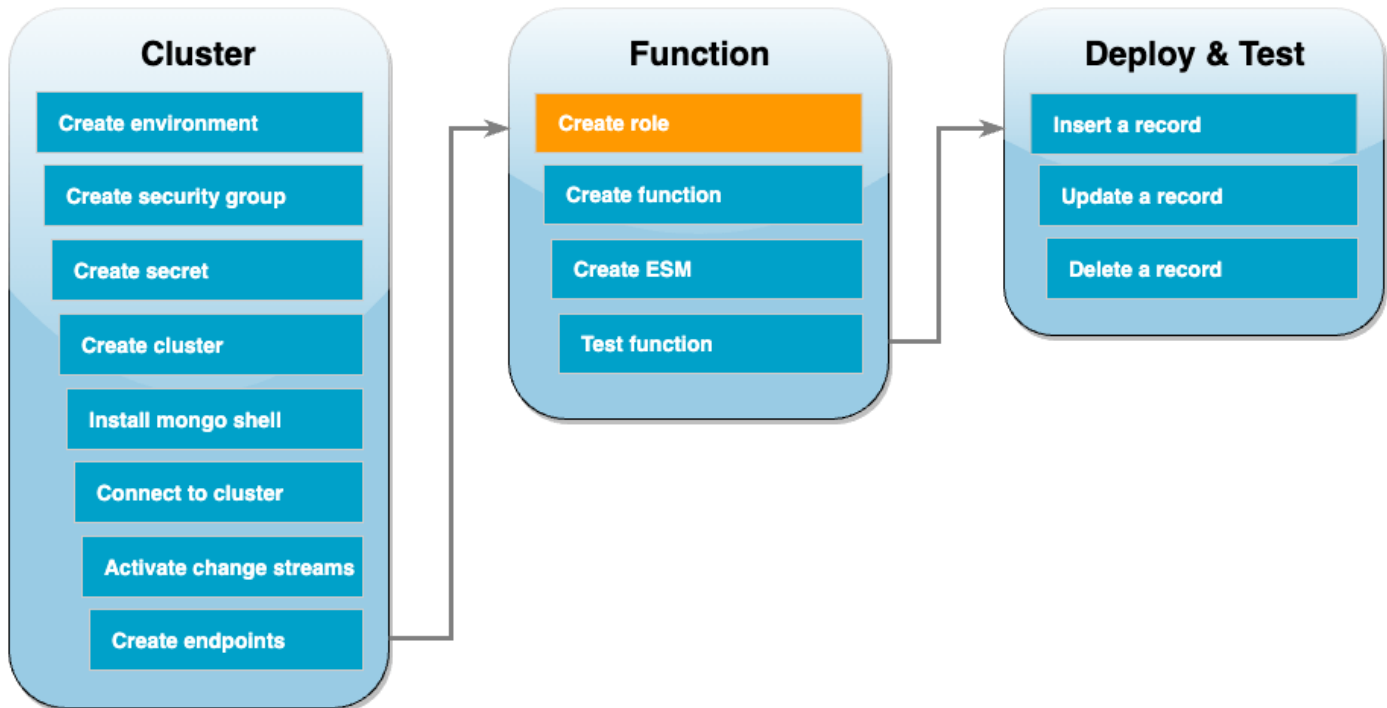 Cluster
Create environment
Create security group
Create secret
Create cluster
Install mongo shell
Connect to cluster
Activate change streams
Create endpoints
Function
Create role
Create function
Create ESM
Test function
Deploy & Test
Insert a record
Update a record
Delete a record